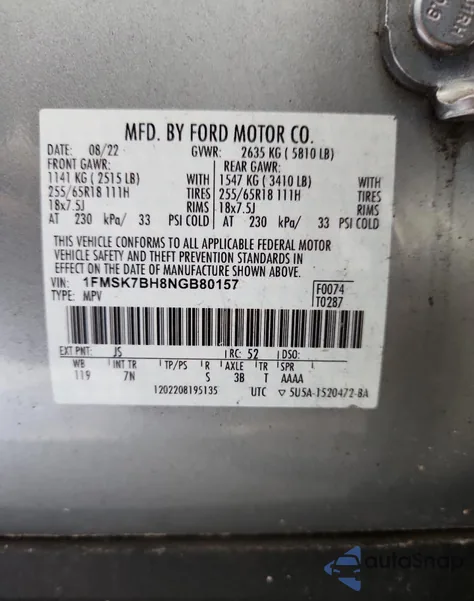 MFD. BY FORD MOTOR CO.
DATE: 08/22 GVWR: 2635 KG ( 5810 LB)
FRONT GAWR: REAR GAWR:
1141 KG ( 2515 LB) WITH 1547 KG ( 3410 LB) WITH
255/65R18 111H TIRES 255/65R18 111H TIRES
18x7.5J RIMS 18x7.5J RIMS
AT 230 kPa/ 33 PSI COLD AT 230 kPa/ 33 PSI COLD
THIS VEHICLE CONFORMS TO ALL APPLICABLE FEDERAL MOTOR
VEHICLE SAFETY AND THEFT PREVENTION STANDARDS IN
EFFECT ON THE DATE OF MANUFACTURE SHOWN ABOVE.
VIN: 1FMSK7BH8NGB80157 F0074
TYPE: MPV T0287
EXT PNT: JS RC: 52 DSO:
WB INT TR TP/PS R AXLE TR SPR
119 7N S 3B T AAAA
1202208195135 UTC ▽ 5U5A-1520472-BA
autoSnap